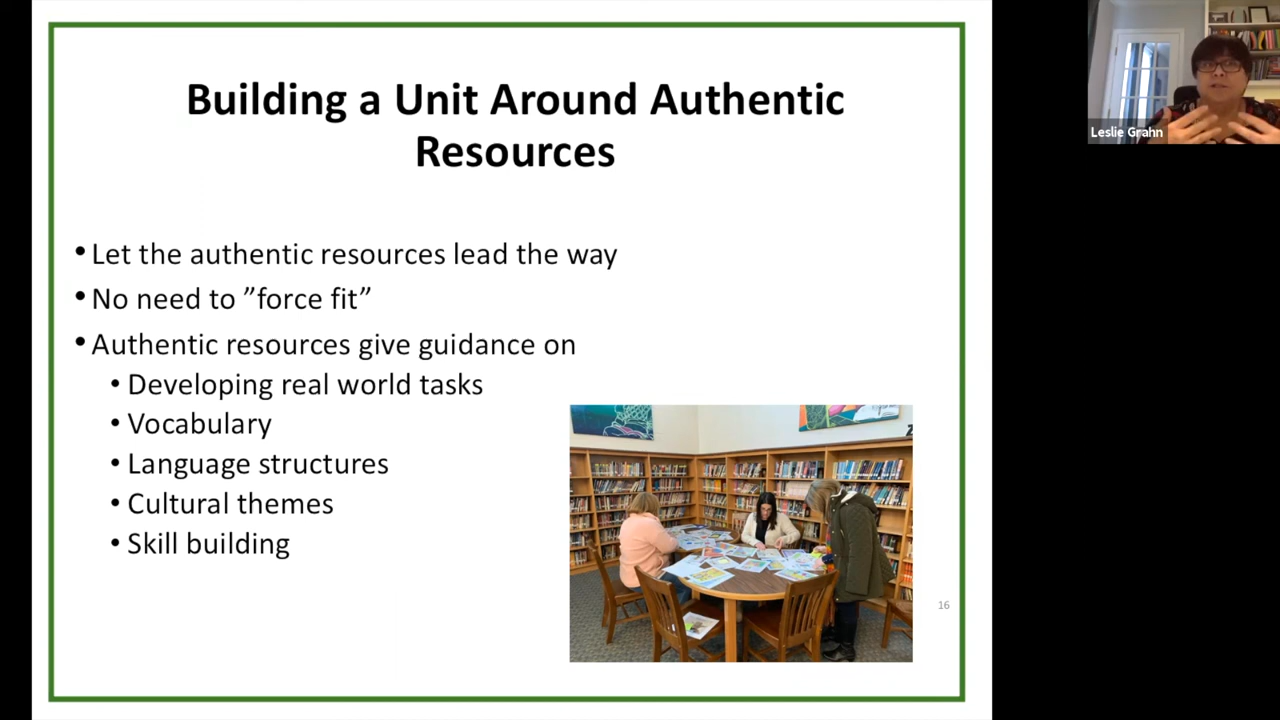 Building a Unit Around Authentic
Resources
•Let the authentic resources lead the way
•No need to ”force fit”
•Authentic resources give guidance on
•Developing real world tasks
•Vocabulary
•Language structures
•Cultural themes
•Skill building
16
Leslie Grahn